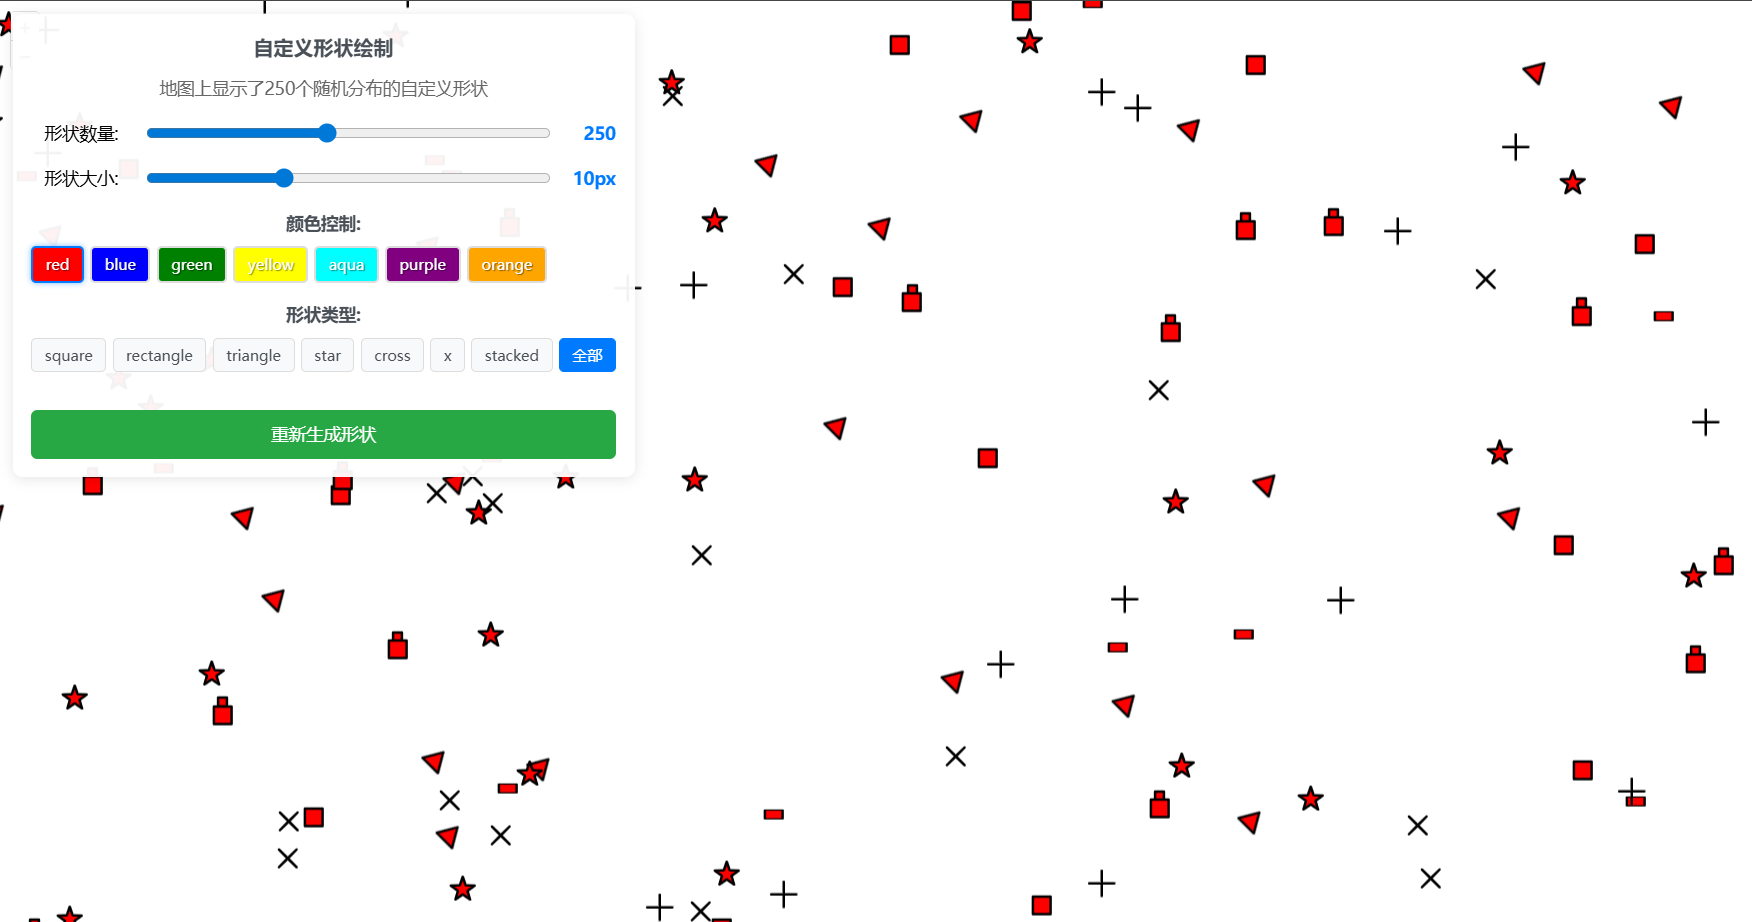 自定义形状绘制
地图上显示了250个随机分布的自定义形状
形状数量: 250
形状大小: 10px
颜色控制:
red blue green yellow aqua purple orange
形状类型:
square rectangle triangle star cross x stacked 全部
重新生成形状